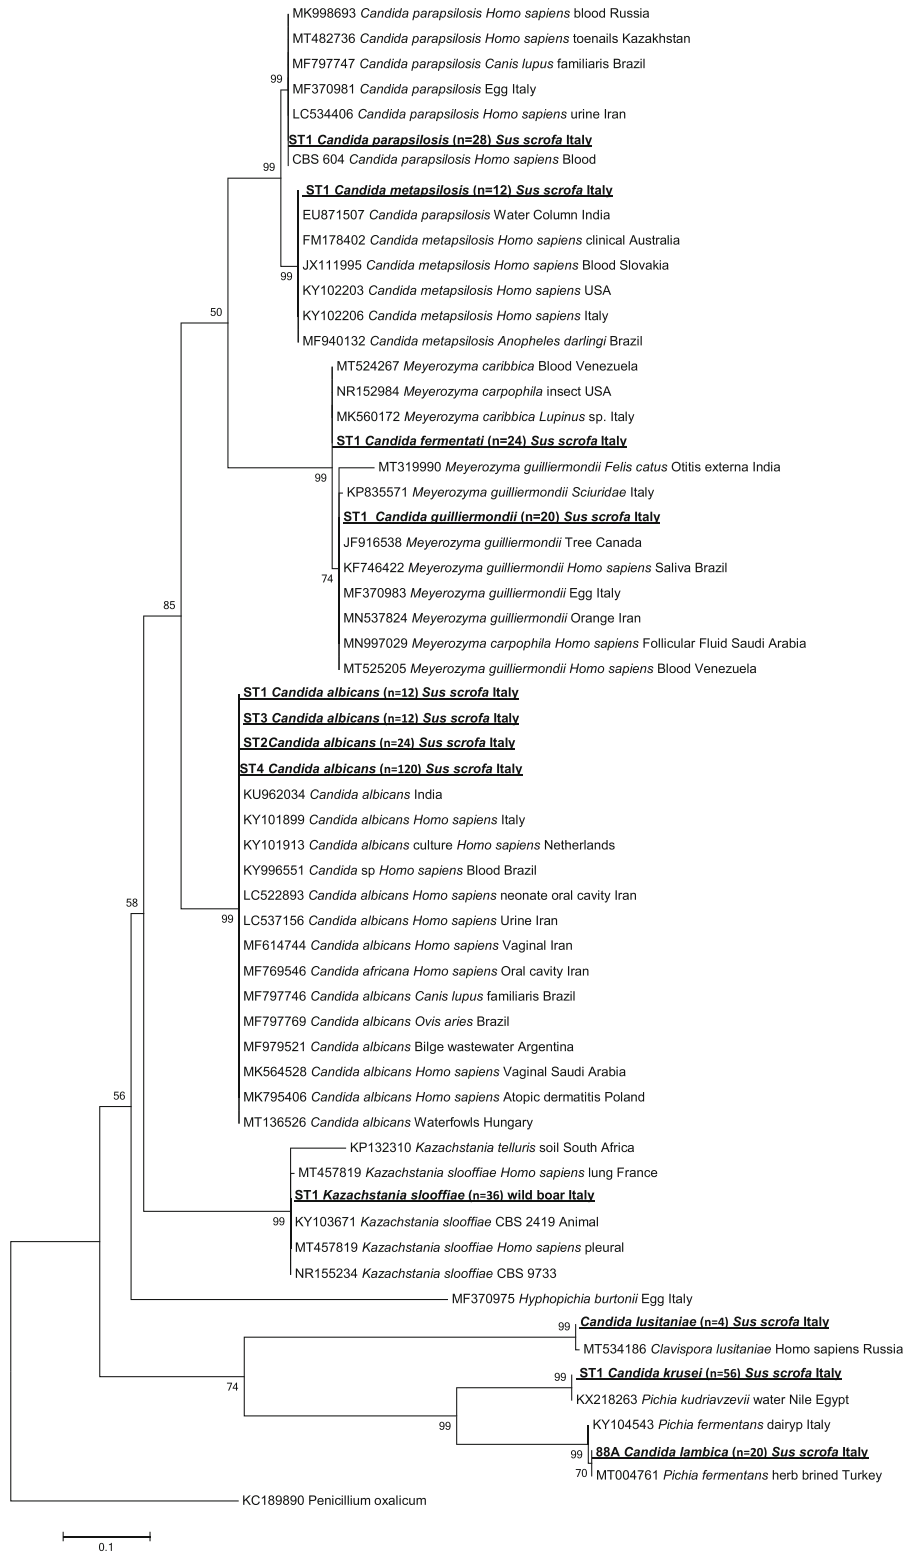 MK998693 Candida parapsilosis Homo sapiens blood Russia
MT482736 Candida parapsilosis Homo sapiens toenails Kazakhstan
MF797747 Candida parapsilosis Canis lupus familiaris Brazil
99
MF370981 Candida parapsilosis Egg Italy
LC534406 Candida parapsilosis Homo sapiens urine Iran
ST1 Candida parapsilosis (n=28) Sus scrofa Italy
CBS 604 Candida parapsilosis Homo sapiens Blood
99
ST1 Candida metapsilosis (n=12) Sus scrofa Italy
EU871507 Candida parapsilosis Water Column India
FM178402 Candida metapsilosis Homo sapiens clinical Australia
JX111995 Candida metapsilosis Homo sapiens Blood Slovakia
99
KY102203 Candida metapsilosis Homo sapiens USA
50
KY102206 Candida metapsilosis Homo sapiens Italy
MF940132 Candida metapsilosis Anopheles darlingi Brazil
MT524267 Meyerozyma caribbica Blood Venezuela
NR152984 Meyerozyma carpophila insect USA
MK560172 Meyerozyma caribbica Lupinus sp. Italy
ST1 Candida fermentati (n=24) Sus scrofa Italy
MT319990 Meyerozyma guilliermondii Felis catus Otitis externa India
99
KP835571 Meyerozyma guilliermondii Sciuridae Italy
ST1 Candida guilliermondii (n=20) Sus scrofa Italy
JF916538 Meyerozyma guilliermondii Tree Canada
KF746422 Meyerozyma guilliermondii Homo sapiens Saliva Brazil
74
MF370983 Meyerozyma guilliermondii Egg Italy
85
MN537824 Meyerozyma guilliermondii Orange Iran
MN997029 Meyerozyma carpophila Homo sapiens Follicular Fluid Saudi Arabia
MT525205 Meyerozyma guilliermondii Homo sapiens Blood Venezuela
ST1 Candida albicans (n=12) Sus scrofa Italy
ST3 Candida albicans (n=12) Sus scrofa Italy
ST2Candida albicans (n=24) Sus scrofa Italy
ST4 Candida albicans (n=120) Sus scrofa Italy
KU962034 Candida albicans India
KY101899 Candida albicans Homo sapiens Italy
KY101913 Candida albicans culture Homo sapiens Netherlands
KY996551 Candida sp Homo sapiens Blood Brazil
LC522893 Candida albicans Homo sapiens neonate oral cavity Iran
58
99
LC537156 Candida albicans Homo sapiens Urine Iran
MF614744 Candida albicans Homo sapiens Vaginal Iran
MF769546 Candida africana Homo sapiens Oral cavity Iran
MF797746 Candida albicans Canis lupus familiaris Brazil
MF797769 Candida albicans Ovis aries Brazil
MF979521 Candida albicans Bilge wastewater Argentina
MK564528 Candida albicans Homo sapiens Vaginal Saudi Arabia
56
MK795406 Candida albicans Homo sapiens Atopic dermatitis Poland
MT136526 Candida albicans Waterfowls Hungary
KP132310 Kazachstania telluris soil South Africa
MT457819 Kazachstania slooffiae Homo sapiens lung France
ST1 Kazachstania slooffiae (n=36) wild boar Italy
99
KY103671 Kazachstania slooffiae CBS 2419 Animal
MT457819 Kazachstania slooffiae Homo sapiens pleural
NR155234 Kazachstania slooffiae CBS 9733
MF370975 Hyphopichia burtonii Egg Italy
99
Candida lusitaniae (n=4) Sus scrofa Italy
MT534186 Clavispora lusitaniae Homo sapiens Russia
74
99
ST1 Candida krusei (n=56) Sus scrofa Italy
KX218263 Pichia kudriavzevii water Nile Egypt
99
KY104543 Pichia fermentans dairyp Italy
99
88A Candida lambica (n=20) Sus scrofa Italy
70
MT004761 Pichia fermentans herb brined Turkey
KC189890 Penicillium oxalicum
0.1